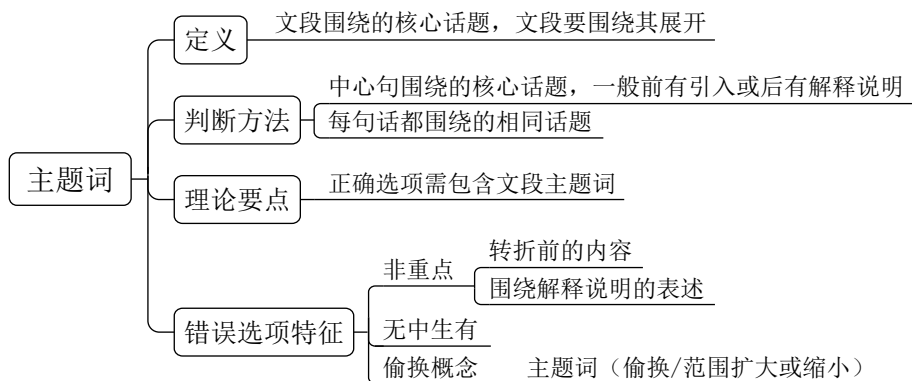 主题词
定义
文段围绕的核心话题，文段要围绕其展开
判断方法
中心句围绕的核心话题，一般前有引入或后有解释说明
每句话都围绕的相同话题
理论要点
正确选项需包含文段主题词
错误选项特征
非重点
转折前的内容
围绕解释说明的表述
无中生有
偷换概念
主题词（偷换/范围扩大或缩小）